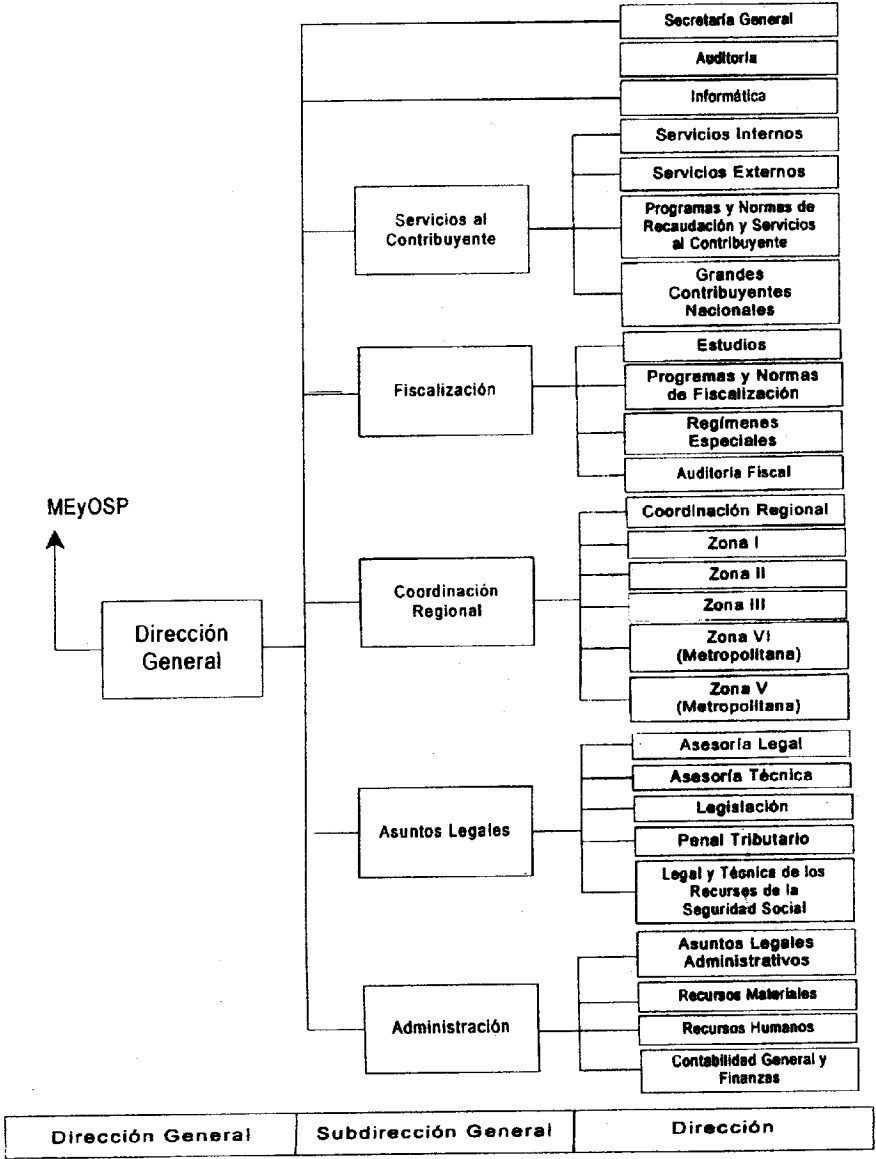 Secretaría General
Auditoría
Informática
Servicios Internos
Servicios Externos
Servicios al
Contribuyente
Programas y Normas de
Recaudación y Servicios
al Contribuyente
Grandes
Contribuyentes
Nacionales
Estudios
Fiscalización
Programas y Normas
de Fiscalización
Regímenes
Especiales
Auditoría Fiscal
MEyOSP
Coordinación Regional
Zona I
Coordinación
Regional
Zona II
Zona III
Dirección
General
Zona VI
(Metropolitana)
Zona V
(Metropolitana)
Asesoría Legal
Asesoría Técnica
Asuntos Legales
Legislación
Penal Tributario
Legal y Técnica de los
Recursos de la
Seguridad Social
Asuntos Legales
Administrativos
Administración
Recursos Materiales
Recursos Humanos
Contabilidad General y
Finanzas
Dirección General
Subdirección General
Dirección